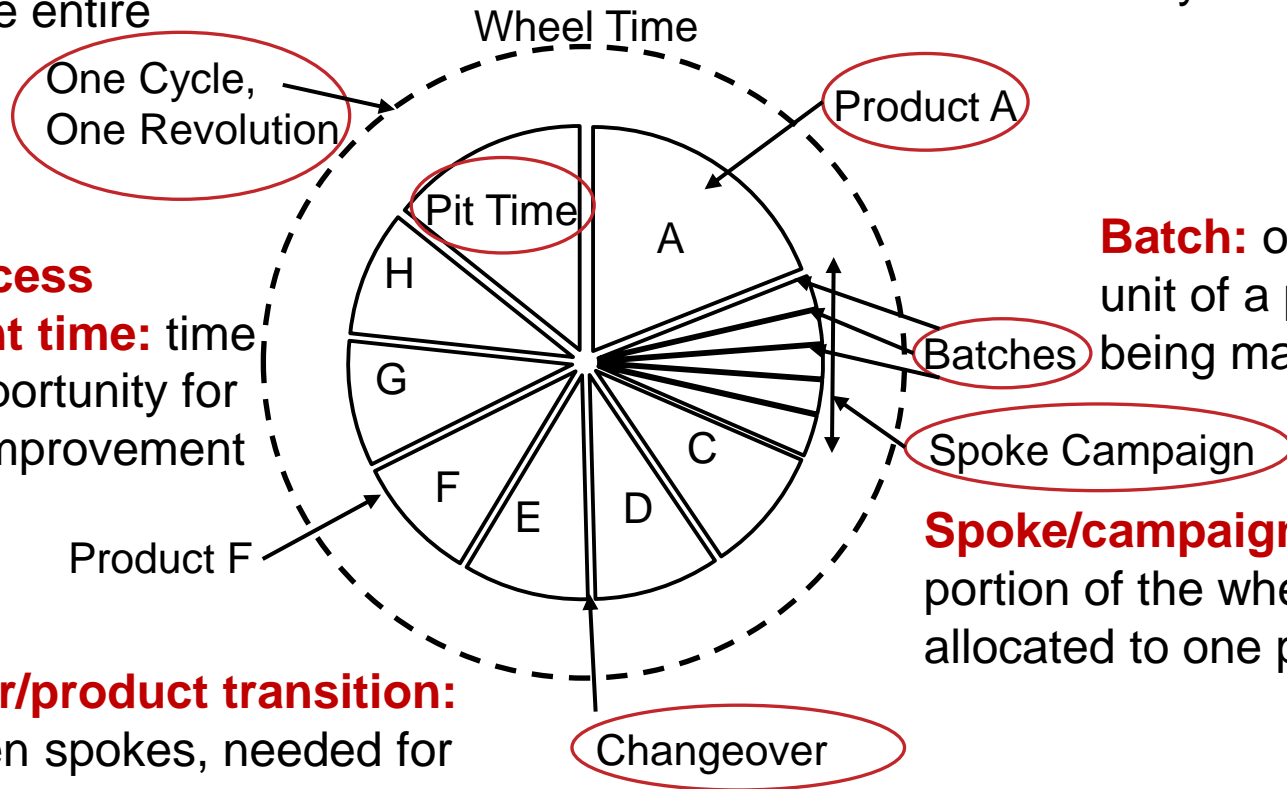 e entire
Wheel Time
One Cycle,
One Revolution
Product A
Pit Time
A
H
Batch: o
unit of a p
being ma
cess
nt time: time
portunity for
mprovement
Batches
G
C
Spoke Campaign
F
E
D
Product F
Spoke/campaign
portion of the whe
allocated to one p
r/product transition:
en spokes, needed for
Changeover